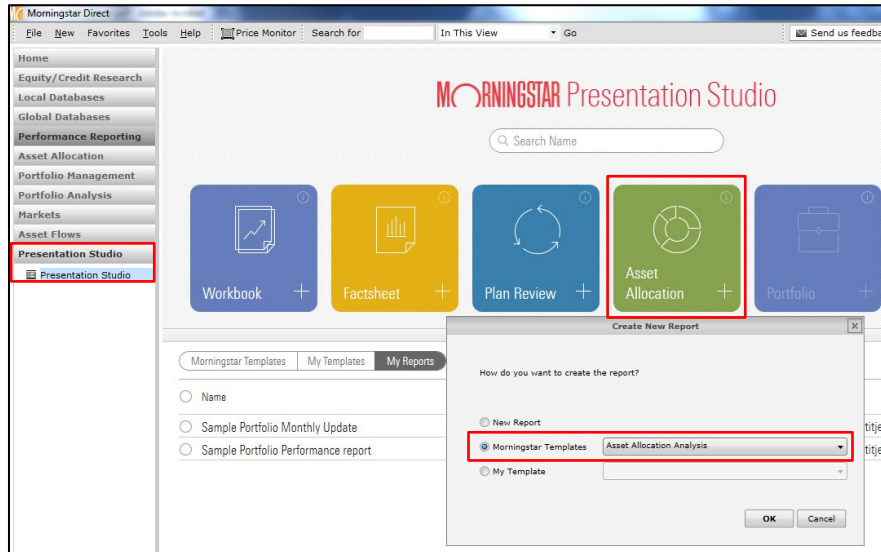 Morningstar Direct
File New Favorites Tools Help Price Monitor Search for In This View Go Send us feedba
Home
Equity/Credit Research
Local Databases
Global Databases
Performance Reporting
Asset Allocation
Portfolio Management
Portfolio Analysis
Markets
Asset Flows
Presentation Studio
Presentation Studio
MORNINGSTAR Presentation Studio
Search Name
Workbook
Factsheet
Plan Review
Asset
Allocation
Portfolio
Morningstar Templates My Templates My Reports
Name
Sample Portfolio Monthly Update titje
Sample Portfolio Performance report titje
Create New Report
How do you want to create the report?
New Report
Morningstar Templates Asset Allocation Analysis
My Template
OK Cancel